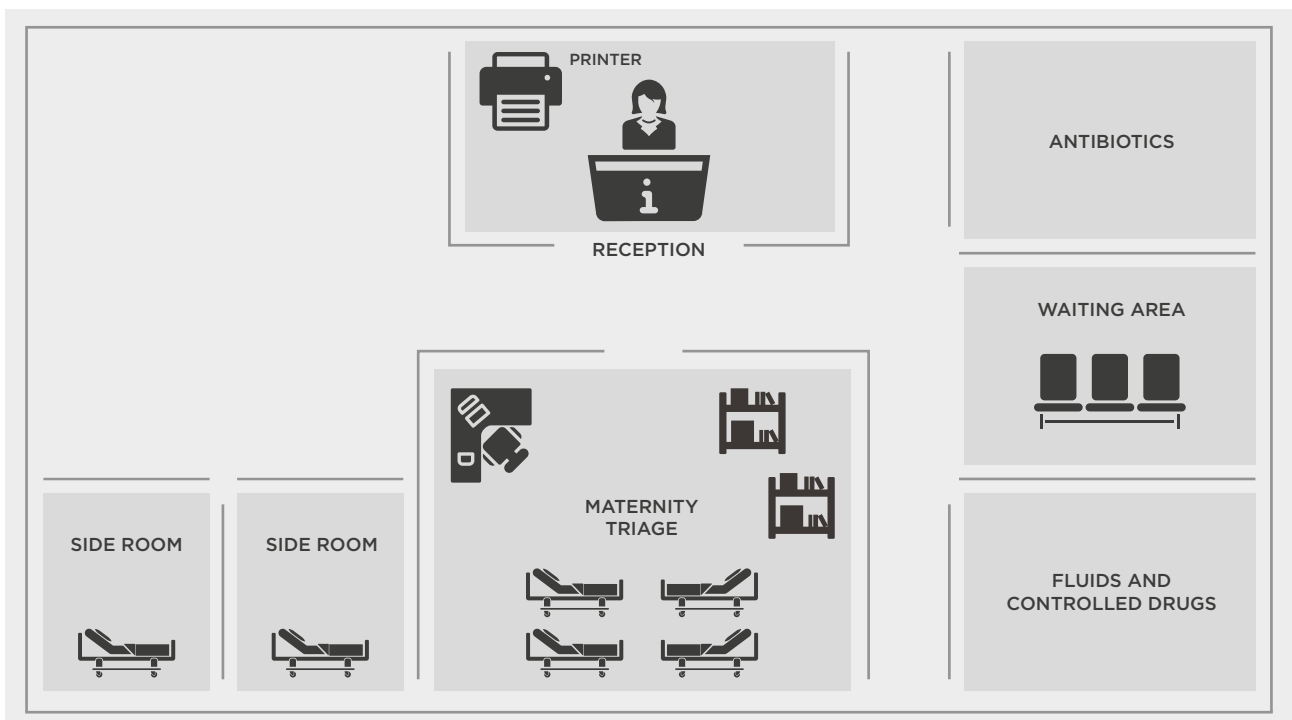 PRINTER
i
RECEPTION
ANTIBIOTICS
WAITING AREA
MATERNITY
TRIAGE
SIDE ROOM
SIDE ROOM
FLUIDS AND
CONTROLLED DRUGS